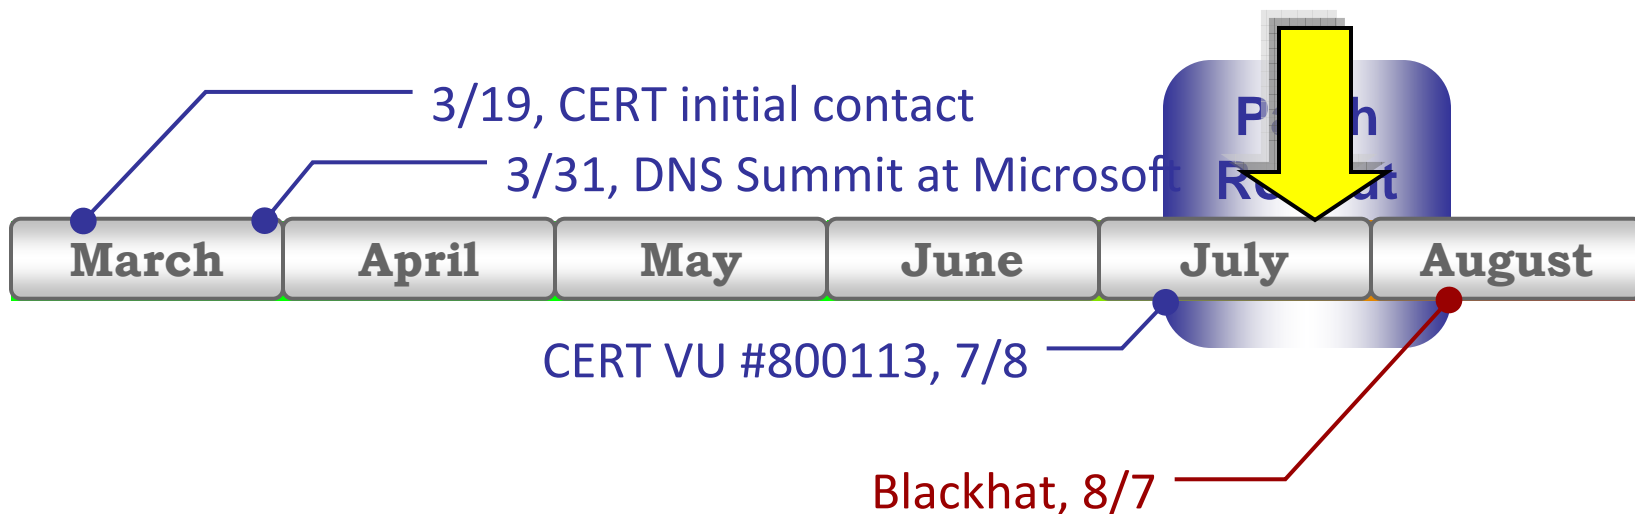 3/19, CERT initial contact
3/31, DNS Summit at Microsoft
March April May June July August
CERT VU #800113, 7/8
Blackhat, 8/7